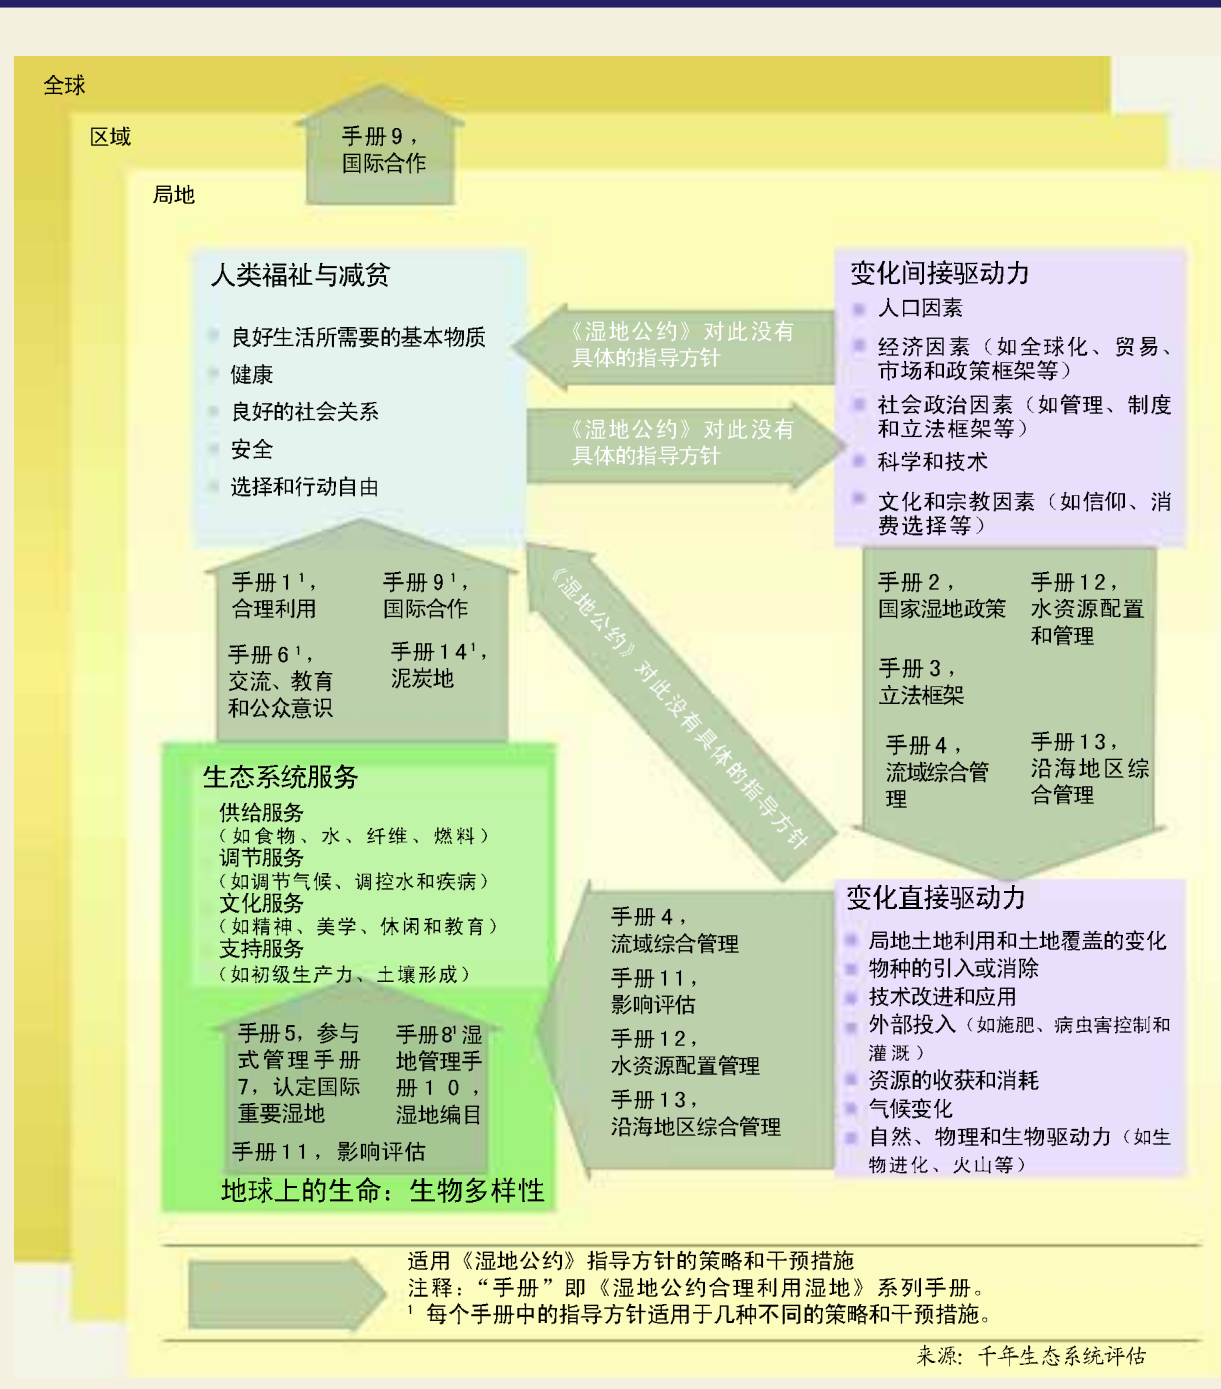 全球
区域
手册9，
国际合作
局地
人类福祉与减贫
良好生活所需要的基本物质
健康
良好的社会关系
安全
选择和行动自由
《湿地公约》对此没有
具体的指导方针
《湿地公约》对此没有
具体的指导方针
变化间接驱动力
人口因素
经济因素（如全球化、贸易、
市场和政策框架等）
社会政治因素（如管理、制度
和立法框架等）
科学和技术
文化和宗教因素（如信仰、消
费选择等）
手册1¹，
合理利用
手册9¹，
国际合作
手册6¹，
交流、教育
和公众意识
手册14¹，
泥炭地
《湿地公约》对此没有具体的指导方针
手册2，
国家湿地政策
手册12，
水资源配置
和管理
手册3，
立法框架
手册4，
流域综合管
理
手册13，
沿海地区综
合管理
生态系统服务
供给服务
（如食物、水、纤维、燃料）
调节服务
（如调节气候、调控水和疾病）
文化服务
（如精神、美学、休闲和教育）
支持服务
（如初级生产力、土壤形成）
手册5，参与
式管理手册
7，认定国际
重要湿地
手册8¹湿
地管理手
册10，
湿地编目
手册11，影响评估
地球上的生命：生物多样性
手册4，
流域综合管理
手册11，
影响评估
手册12，
水资源配置管理
手册13，
沿海地区综合管理
变化直接驱动力
局地土地利用和土地覆盖的变化
物种的引入或消除
技术改进和应用
外部投入（如施肥、病虫害控制和
灌溉）
资源的收获和消耗
气候变化
自然、物理和生物驱动力（如生
物进化、火山等）
适用《湿地公约》指导方针的策略和干预措施
注释：“手册”即《湿地公约合理利用湿地》系列手册。
¹ 每个手册中的指导方针适用于几种不同的策略和干预措施。
来源：千年生态系统评估